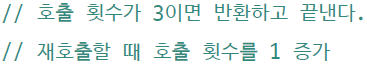 // 호출 횟수가 3이면 반환하고 끝낸다.
// 재호출할 때 호출 횟수를 1 증가